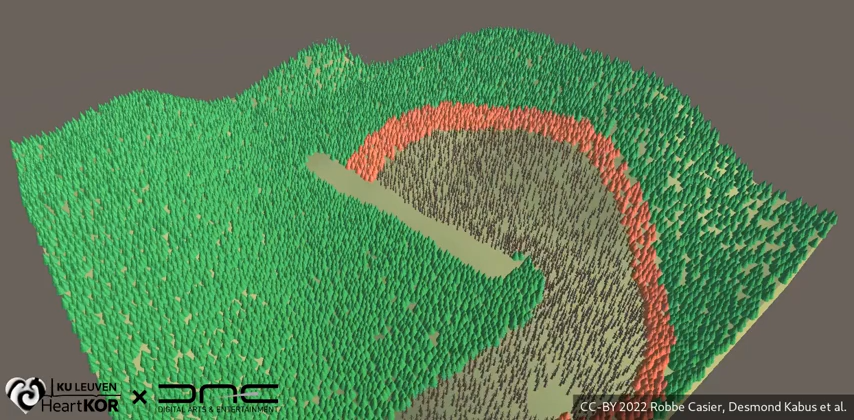 KU LEUVEN
HeartKOR
×
DAE
DIGITAL ARTS & ENTERTAINMENT
CC-BY 2022 Robbe Casier, Desmond Kabus et al.